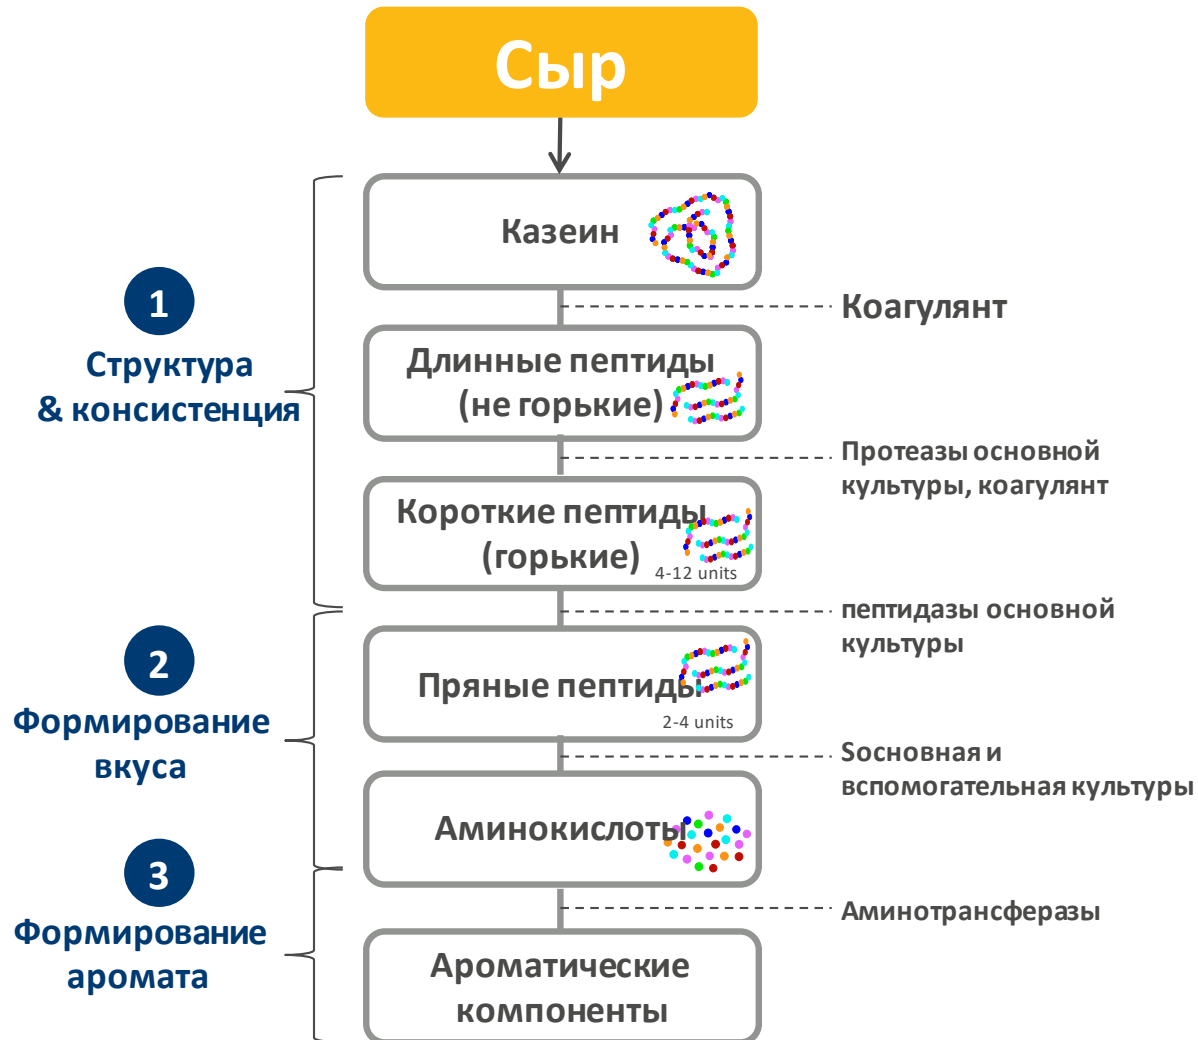 Сыр
Казеин
Коагулянт
1
Структура
& консистенция
Длинные пептиды
(не горькие)
Протеазы основной
культуры, коагулянт
Короткие пептиды
(горькие)
4-12 units
пептидазы основной
культуры
2
Формирование
вкуса
Пряные пептиды
2-4 units
Sосновная и
вспомогательная культуры
Аминокислоты
3
Формирование
аромата
Аминотрансферазы
Ароматические
компоненты